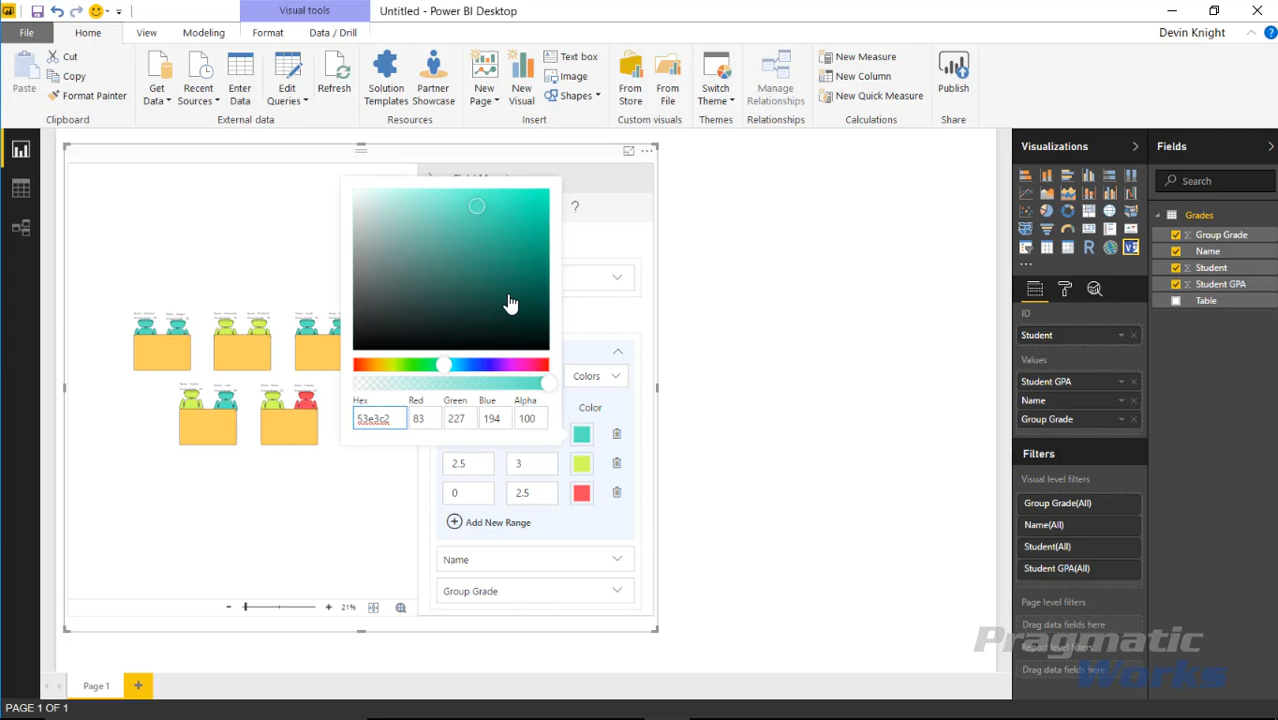 Visual tools
Untitled - Power BI Desktop
File
Home
View
Modeling
Format
Data / Drill
Devin Knight
Paste
Cut
Copy
Format Painter
Clipboard
Get Data
Recent Sources
Enter Data
Edit Queries
Refresh
External data
Solution Templates
Partner Showcase
Resources
New Page
New Visual
Text box
Image
Shapes
Insert
From Store
From File
Custom visuals
Switch Theme
Themes
Manage Relationships
Relationships
New Measure
New Column
New Quick Measure
Calculations
Publish
Share
?
Colors
Color
Hex
Red
Green
Blue
Alpha
53e3c2
83
227
194
100
2.5
3
0
2.5
Add New Range
Name
Group Grade
21%
Visualizations
R
ID
Student
Values
Student GPA
Name
Group Grade
Filters
Visual level filters
Group Grade(All)
Name(All)
Student(All)
Student GPA(All)
Page level filters
Drag data fields here
Report level filters
Drag data fields here
Fields
Search
Grades
Group Grade
Name
Student
Student GPA
Table
Pragmatic
Works
Page 1
PAGE 1 OF 1